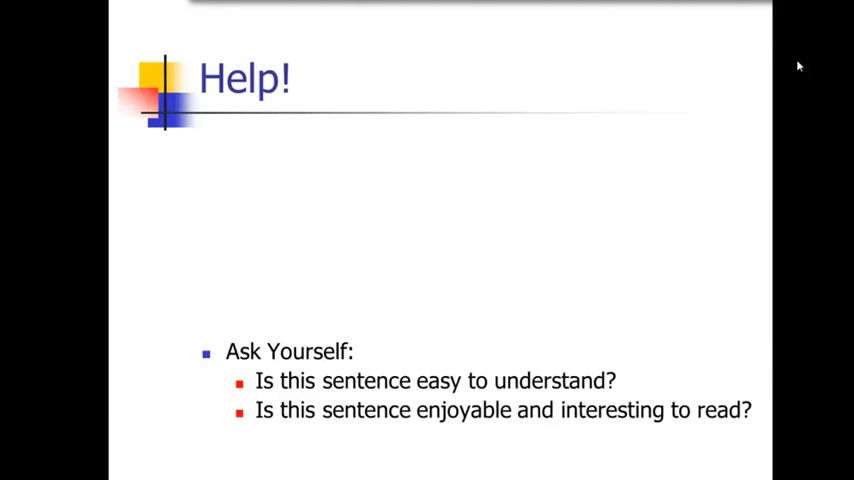 Help!
Ask Yourself:
Is this sentence easy to understand?
Is this sentence enjoyable and interesting to read?